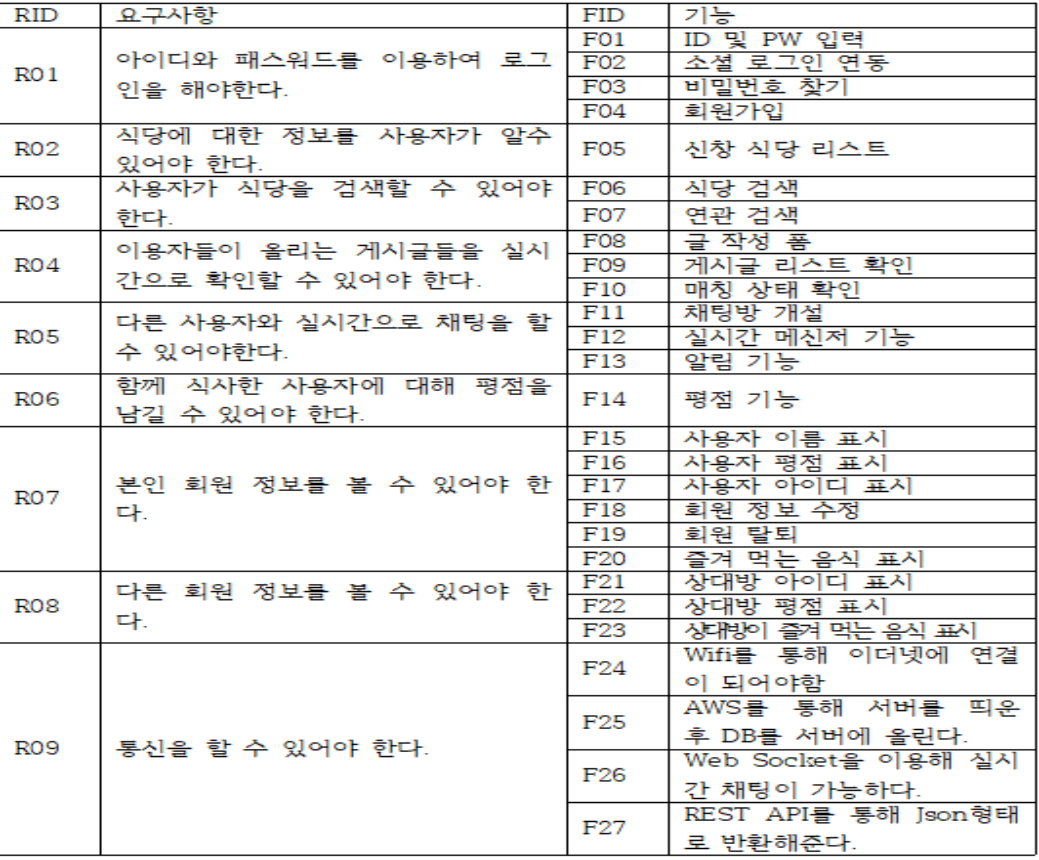 RID 요구사항 FID 기능
R01 아이디와 패스워드를 이용하여 로그
인을 해야한다.
F01 ID 및 PW 입력
F02 소셜 로그인 연동
F03 비밀번호 찾기
F04 회원가입
R02 식당에 대한 정보를 사용자가 알수
있어야 한다.
F05 신창 식당 리스트
R03 사용자가 식당을 검색할 수 있어야
한다.
F06 식당 검색
F07 연관 검색
R04 이용자들이 올리는 게시글들을 실시
간으로 확인할 수 있어야 한다.
F08 글 작성 폼
F09 게시글 리스트 확인
F10 매칭 상태 확인
R05 다른 사용자와 실시간으로 채팅을 할
수 있어야한다.
F11 채팅방 개설
F12 실시간 메신저 기능
F13 알림 기능
R06 함께 식사한 사용자에 대해 평점을
남길 수 있어야 한다.
F14 평점 기능
R07 본인 회원 정보를 볼 수 있어야 한
다.
F15 사용자 이름 표시
F16 사용자 평점 표시
F17 사용자 아이디 표시
F18 회원 정보 수정
F19 회원 탈퇴
F20 즐겨 먹는 음식 표시
R08 다른 회원 정보를 볼 수 있어야 한
다.
F21 상대방 아이디 표시
F22 상대방 평점 표시
F23 상대방이 즐겨 먹는 음식 표시
R09 통신을 할 수 있어야 한다.
F24 Wifi를 통해 이더넷에 연결
이 되어야함
F25 AWS를 통해 서버를 띄운
후 DB를 서버에 올린다.
F26 Web Socket을 이용해 실시
간 채팅이 가능하다.
F27 REST API를 통해 Json형태
로 반환해준다.